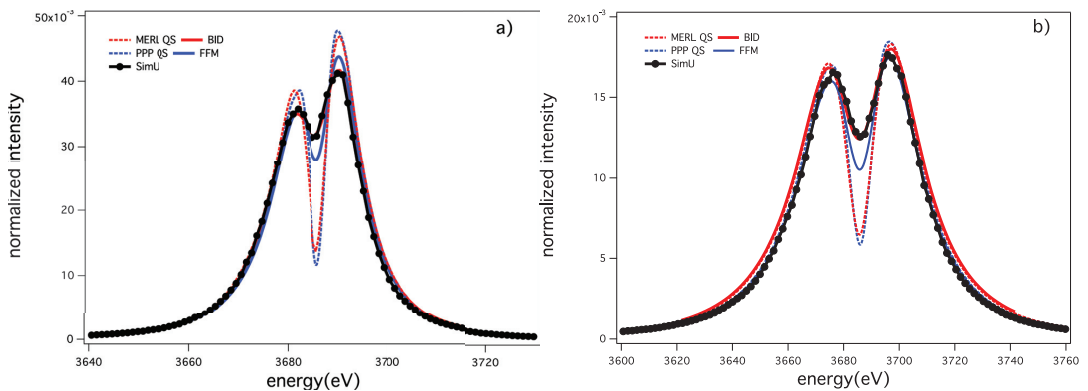 50x10⁻³
a)
MERL QS
BID
PPP QS
FFM
SimU
40
30
20
10
0
normalized intensity
3640
3660
3680
3700
3720
energy(eV)
20x10⁻³
b)
MERL QS
BID
PPP QS
FFM
SimU
15
10
5
0
normalized intensity
3600
3620
3640
3660
3680
3700
3720
3740
3760
energy(eV)